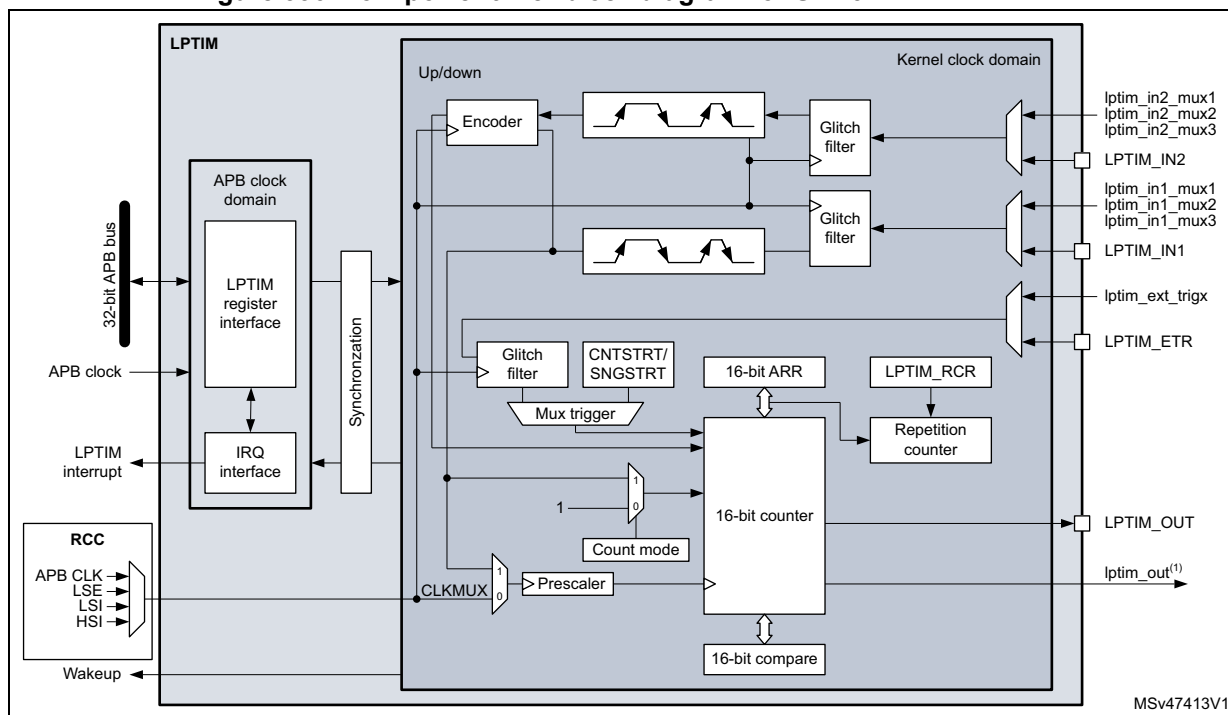 LPTIM
Up/down
Kernel clock domain
Encoder
Glitch
filter
lptim_in2_mux1
lptim_in2_mux2
lptim_in2_mux3
LPTIM_IN2
APB clock
domain
32-bit APB bus
LPTIM
register
interface
Synchronization
Glitch
filter
lptim_in1_mux1
lptim_in1_mux2
lptim_in1_mux3
LPTIM_IN1
lptim_ext_trigx
LPTIM_ETR
APB clock
Glitch
filter
CNTSTRT/
SNGSTRT
Mux trigger
16-bit ARR
LPTIM_RCR
Repetition
counter
LPTIM
interrupt
IRQ
interface
1
0
1
Count mode
16-bit counter
LPTIM_OUT
RCC
APB CLK
LSE
LSI
HSI
CLKMUX
1
0
Prescaler
lptim_out(1)
16-bit compare
Wakeup
MSv47413V1